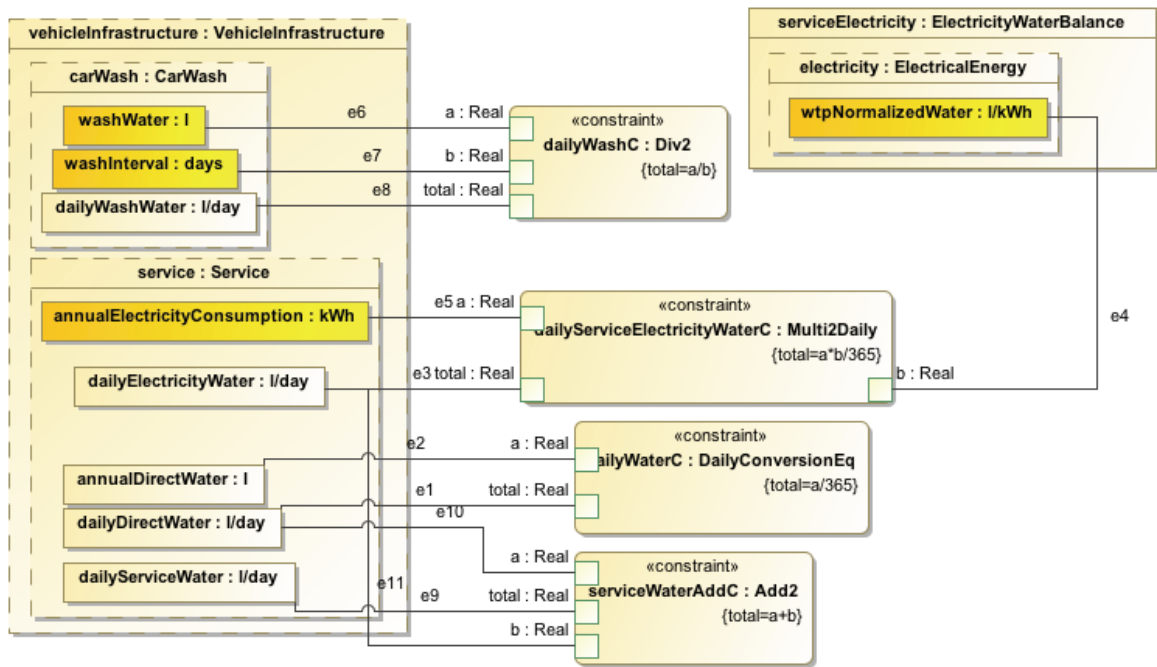 vehicleInfrastructure : VehicleInfrastructure
carWash : CarWash
washWater : l
washInterval : days
dailyWashWater : l/day
service : Service
annualElectricityConsumption : kWh
dailyElectricityWater : l/day
annualDirectWater : l
dailyDirectWater : l/day
dailyServiceWater : l/day
e6
a : Real
e7
b : Real
e8
total : Real
«constraint»
dailyWashC : Div2
{total=a/b}
serviceElectricity : ElectricityWaterBalance
electricity : ElectricalEnergy
wtpNormalizedWater : l/kWh
e4
e5
a : Real
«constraint»
dailyServiceElectricityWaterC : Multi2Daily
{total=a*b/365}
e3
total : Real
b : Real
e2
a : Real
«constraint»
ailyWaterC : DailyConversionEq
{total=a/365}
e1
total : Real
e10
a : Real
«constraint»
serviceWaterAddC : Add2
{total=a+b}
e11
e9
total : Real
b : Real